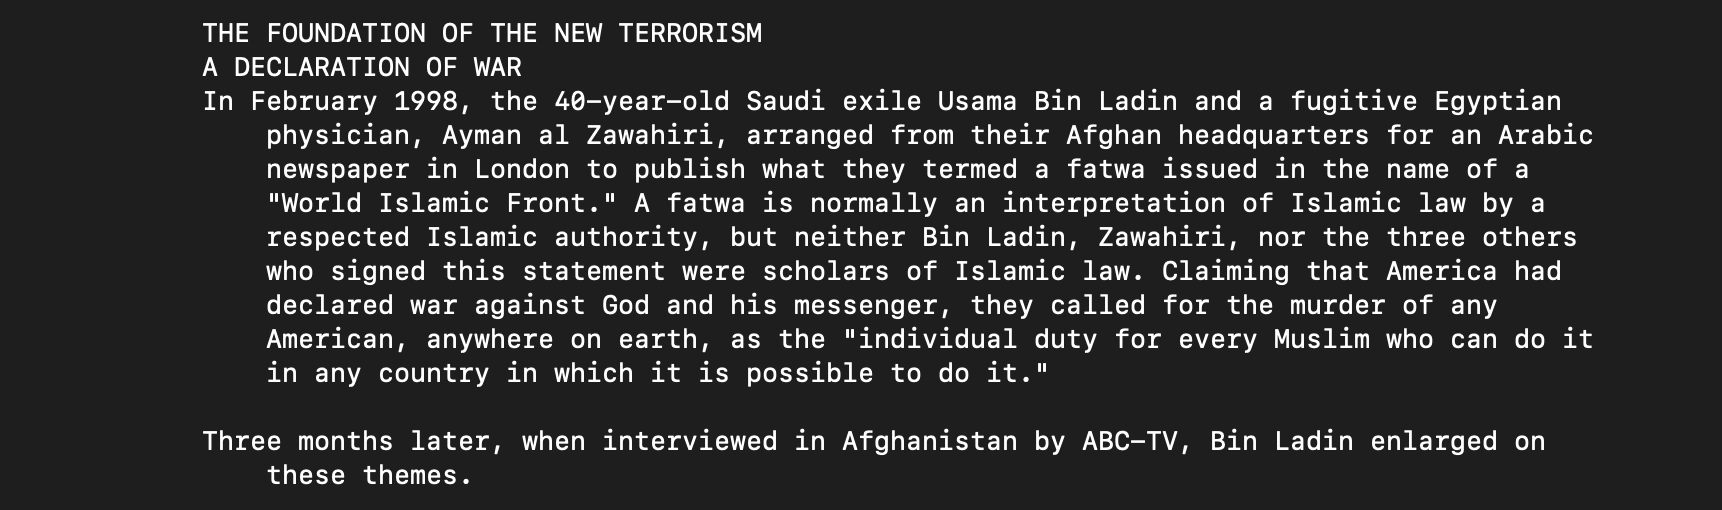 THE FOUNDATION OF THE NEW TERRORISM
A DECLARATION OF WAR
In February 1998, the 40-year-old Saudi exile Usama Bin Ladin and a fugitive Egyptian
physician, Ayman al Zawahiri, arranged from their Afghan headquarters for an Arabic
newspaper in London to publish what they termed a fatwa issued in the name of a
"World Islamic Front." A fatwa is normally an interpretation of Islamic law by a
respected Islamic authority, but neither Bin Ladin, Zawahiri, nor the three others
who signed this statement were scholars of Islamic law. Claiming that America had
declared war against God and his messenger, they called for the murder of any
American, anywhere on earth, as the "individual duty for every Muslim who can do it
in any country in which it is possible to do it."
Three months later, when interviewed in Afghanistan by ABC-TV, Bin Ladin enlarged on
these themes.